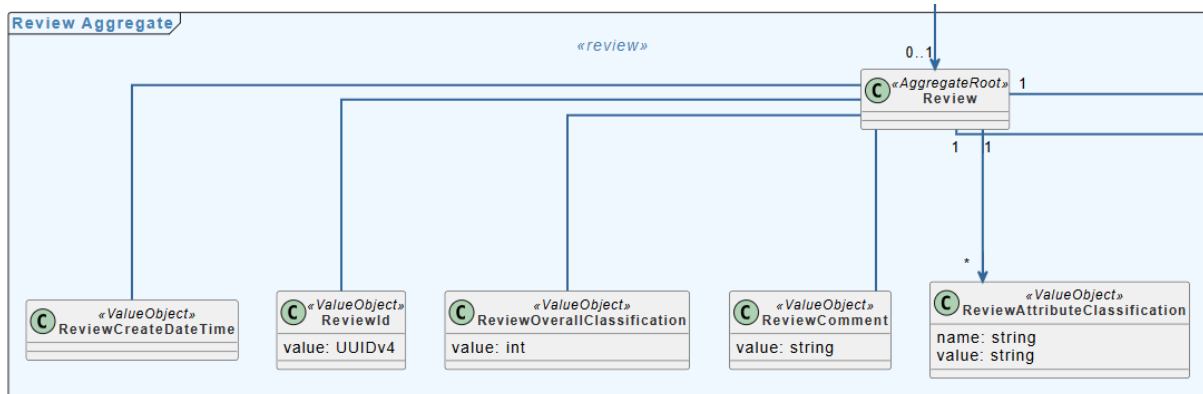 Review Aggregate
«review»
0..1
C «AggregateRoot»
Review
1
1
1
*
C «ValueObject»
ReviewCreateDateTime
C «ValueObject»
ReviewId
value: UUIDv4
C «ValueObject»
ReviewOverallClassification
value: int
C «ValueObject»
ReviewComment
value: string
C «ValueObject»
ReviewAttributeClassification
name: string
value: string